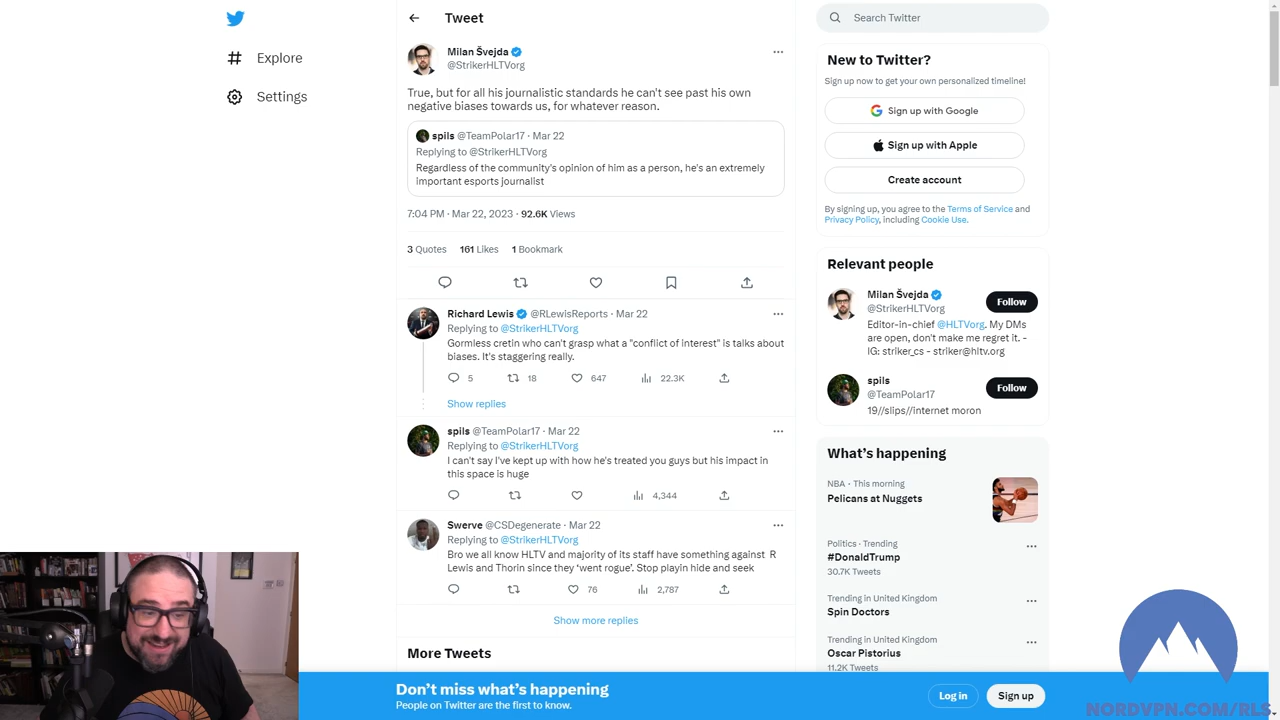 Explore
Settings
Tweet
Milan Švejda
@StrikerHLTVorg
True, but for all his journalistic standards he can't see past his own
negative biases towards us, for whatever reason.
spils @TeamPolar17 · Mar 22
Replying to @StrikerHLTVorg
Regardless of the community's opinion of him as a person, he's an extremely
important esports journalist
7:04 PM · Mar 22, 2023 · 92.6K Views
3 Quotes 161 Likes 1 Bookmark
Richard Lewis @RLewisReports · Mar 22
Replying to @StrikerHLTVorg
Gormless cretin who can't grasp what a "conflict of interest" is talks about
biases. It's staggering really.
5 18 647 22.3K
Show replies
spils @TeamPolar17 · Mar 22
Replying to @StrikerHLTVorg
I can't say I've kept up with how he's treated you guys but his impact in
this space is huge
4,344
Swerve @CSDegenerate · Mar 22
Replying to @StrikerHLTVorg
Bro we all know HLTV and majority of its staff have something against R
Lewis and Thorin since they ‘went rogue’. Stop playin hide and seek
76 2,787
Show more replies
More Tweets
Search Twitter
New to Twitter?
Sign up now to get your own personalized timeline!
Sign up with Google
Sign up with Apple
Create account
By signing up, you agree to the Terms of Service and
Privacy Policy, including Cookie Use.
Relevant people
Milan Švejda
@StrikerHLTVorg
Follow
Editor-in-chief @HLTVorg. My DMs
are open, don't make me regret it. -
IG: striker_cs - striker@hltv.org
spils
@TeamPolar17
Follow
19//slips//internet moron
What's happening
NBA · This morning
Pelicans at Nuggets
Politics · Trending
#DonaldTrump
30.7K Tweets
Trending in United Kingdom
Spin Doctors
Trending in United Kingdom
Oscar Pistorius
11.2K Tweets
Don't miss what's happening
People on Twitter are the first to know.
Log in
Sign up
NORDVPN.COM/RLS